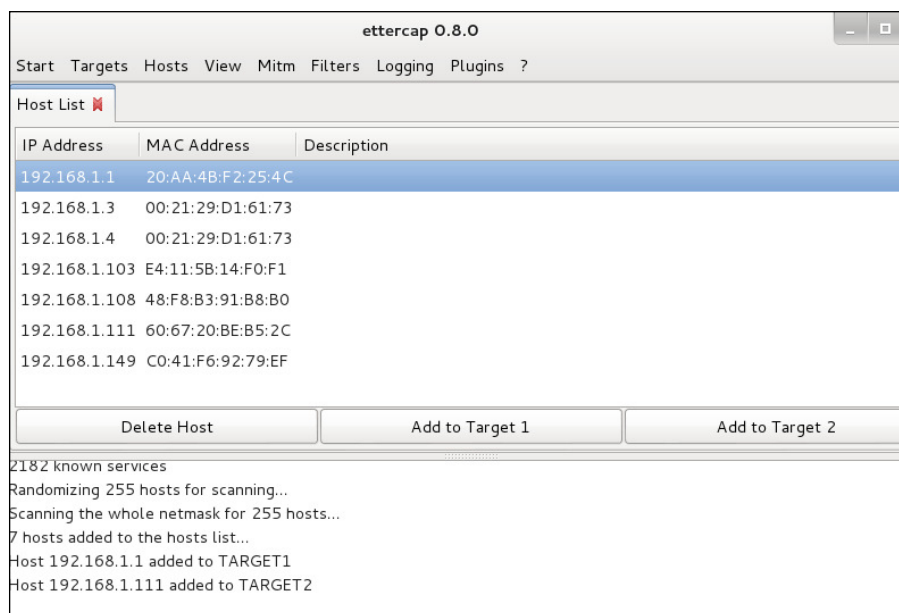 ettercap 0.8.0
Start Targets Hosts View Mitm Filters Logging Plugins ?
Host List
IP Address MAC Address Description
192.168.1.1 20:AA:4B:F2:25:4C
192.168.1.3 00:21:29:D1:61:73
192.168.1.4 00:21:29:D1:61:73
192.168.1.103 E4:11:5B:14:F0:F1
192.168.1.108 48:F8:B3:91:B8:B0
192.168.1.111 60:67:20:BE:B5:2C
192.168.1.149 C0:41:F6:92:79:EF
Delete Host Add to Target 1 Add to Target 2
2182 known services
Randomizing 255 hosts for scanning...
Scanning the whole netmask for 255 hosts...
7 hosts added to the hosts list...
Host 192.168.1.1 added to TARGET1
Host 192.168.1.111 added to TARGET2